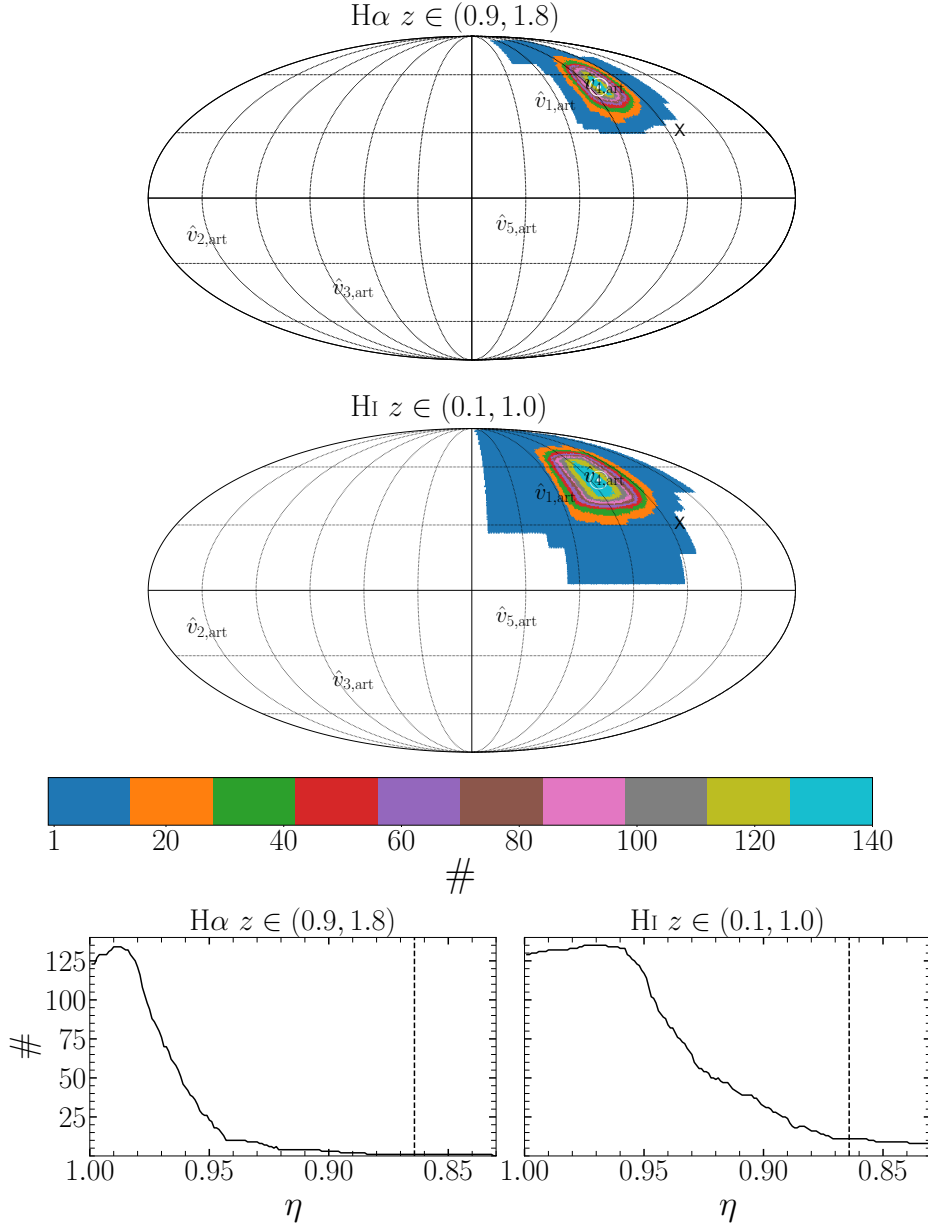 Hα z ∈ (0.9, 1.8)
v̂4,art
v̂1,art
x
v̂2,art
v̂5,art
v̂3,art
HI z ∈ (0.1, 1.0)
v̂4,art
v̂1,art
x
v̂2,art
v̂5,art
v̂3,art
1 20 40 60 80 100 120 140
#
Hα z ∈ (0.9, 1.8) HI z ∈ (0.1, 1.0)
125
100
75
50
25
#
1.00 0.95 0.90 0.85 1.00 0.95 0.90 0.85
η η